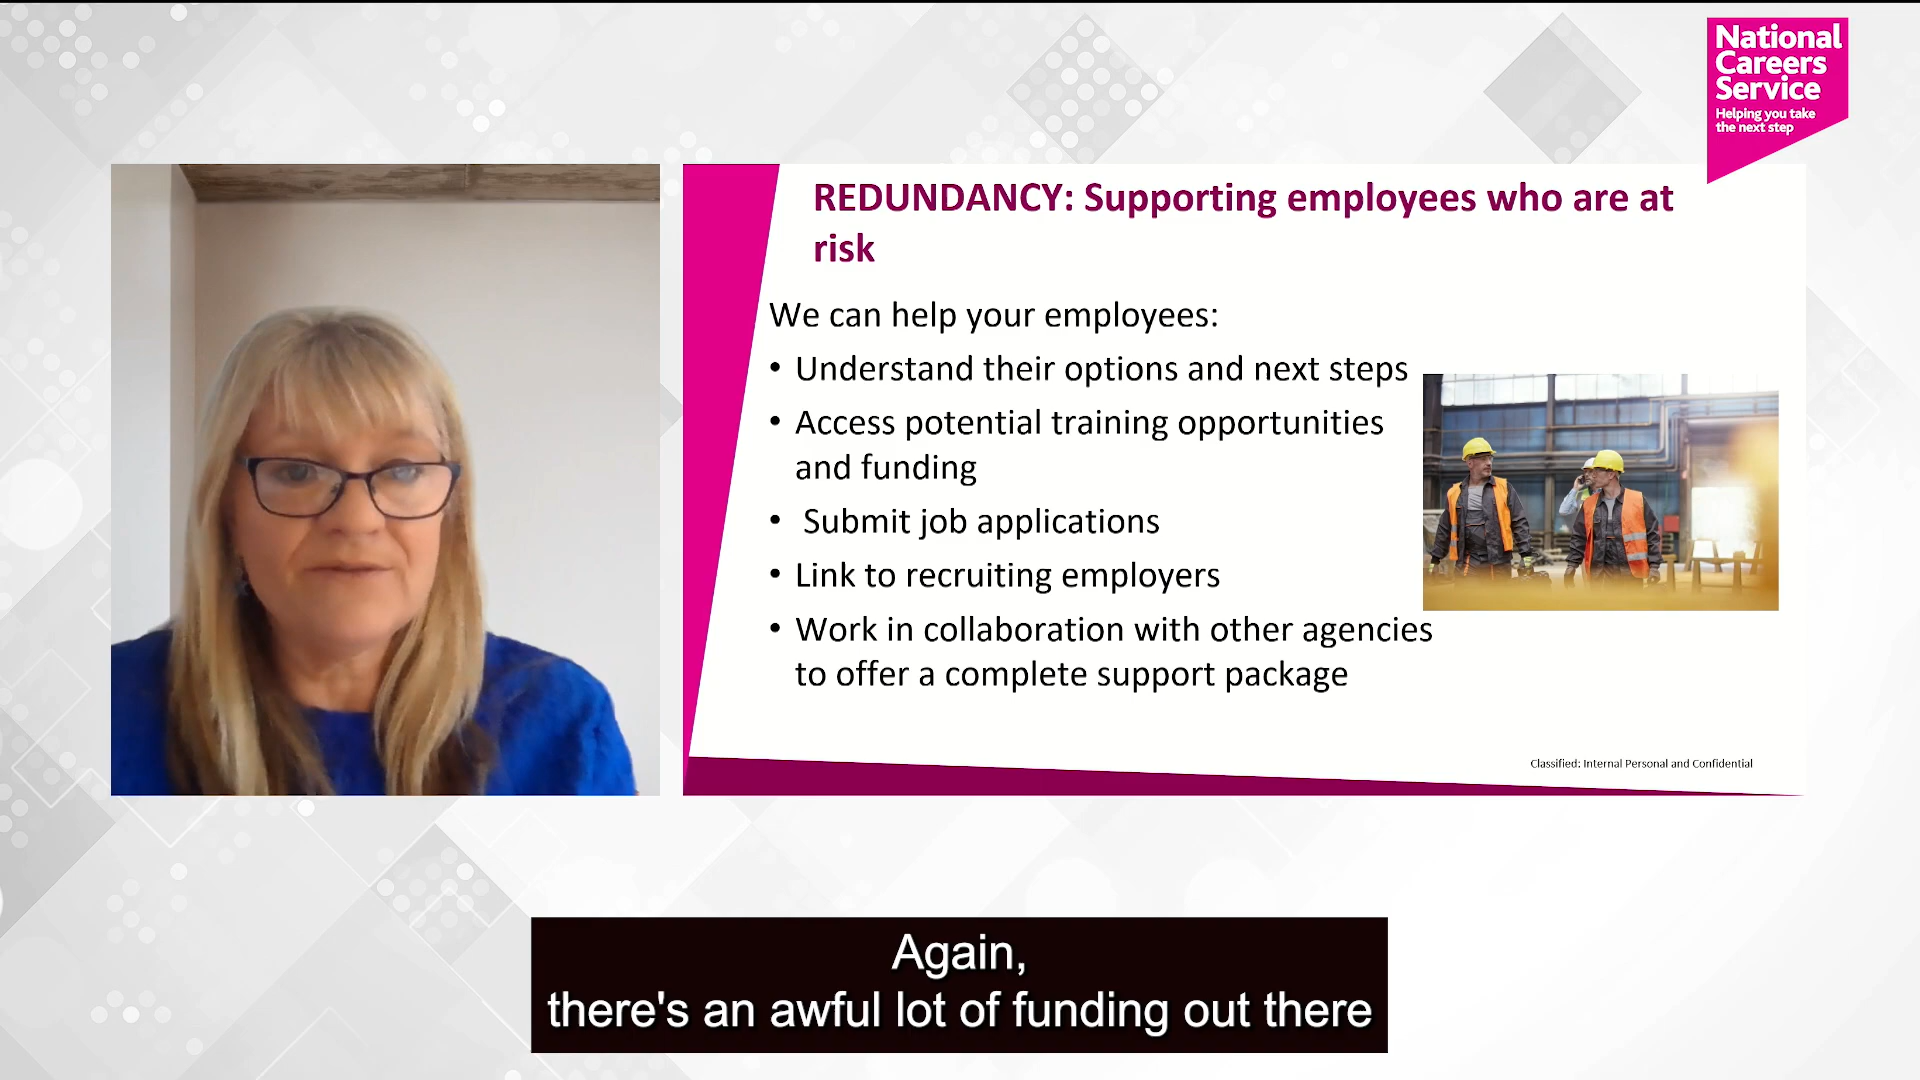 National
Careers
Service
Helping you take
the next step
REDUNDANCY: Supporting employees who are at
risk
We can help your employees:
• Understand their options and next steps
• Access potential training opportunities
and funding
• Submit job applications
• Link to recruiting employers
• Work in collaboration with other agencies
to offer a complete support package
Classified: Internal Personal and Confidential
Again,
there's an awful lot of funding out there